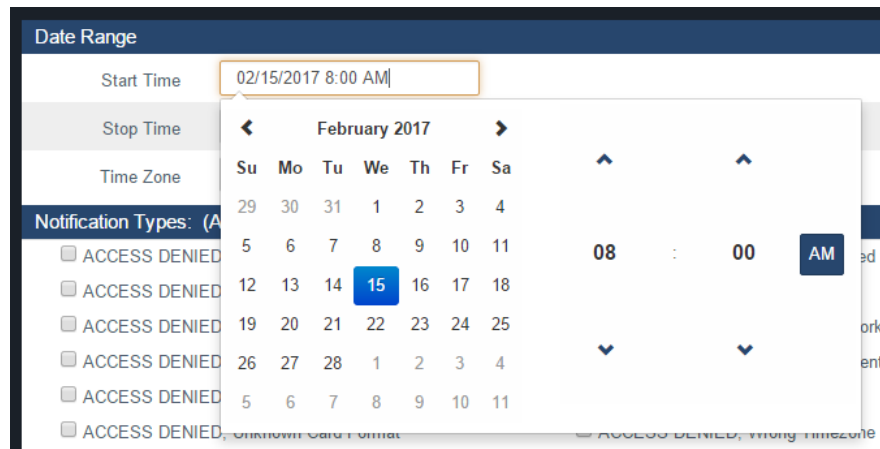 Date Range
Start Time 02/15/2017 8:00 AM
Stop Time
Time Zone
February 2017
Su Mo Tu We Th Fr Sa
29 30 31 1 2 3 4
5 6 7 8 9 10 11
12 13 14 15 16 17 18
19 20 21 22 23 24 25
26 27 28 1 2 3 4
5 6 7 8 9 10 11
08 : 00 AM
Notification Types: (A
ACCESS DENIED
ACCESS DENIED
ACCESS DENIED
ACCESS DENIED
ACCESS DENIED
ACCESS DENIED, Unknown Card Format
ACCESS DENIED, Wrong Timezone